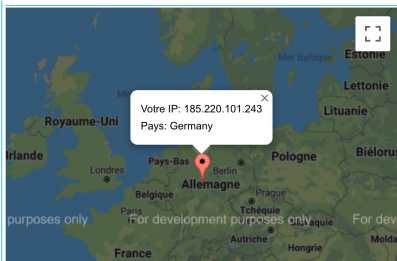 Mer Baltique
Estonie
Lettonie
Lituanie
Votre IP: 185.220.101.243
Pays: Germany
Royaume-Uni
Irlande
Londres
Pays-Bas
Berlin
Pologne
Biéloru
Belgique
Allemagne
Prague
Tchéquie
Paris
purposes only
For development purposes only
For dev
Slovaquie
Autriche
Hongrie
Molda
France